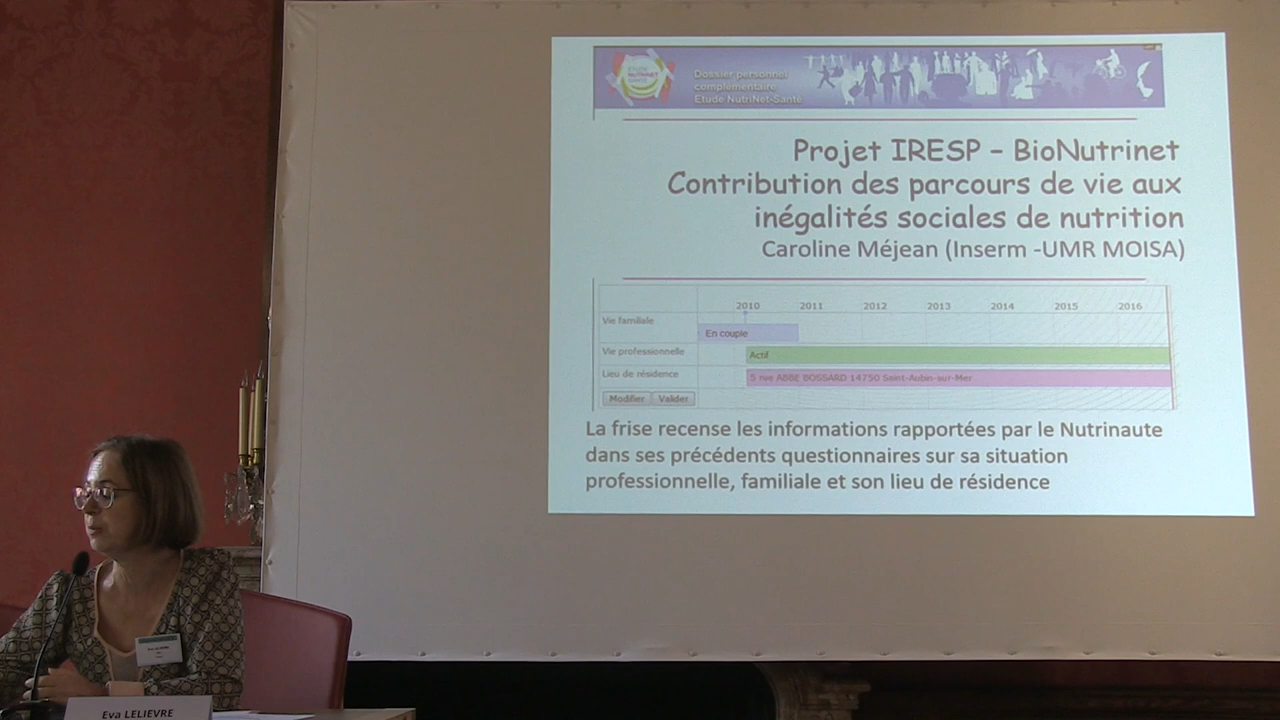 ETUDE
NUTRINET
SANTÉ
Dossier personnel
complémentaire
Etude NutriNet-Santé
Projet IRESP – BioNutrinet
Contribution des parcours de vie aux
inégalités sociales de nutrition
Caroline Méjean (Inserm -UMR MOISA)
2010 2011 2012 2013 2014 2015 2016
Vie familiale
En couple
Vie professionnelle
Actif
Lieu de résidence
5 rue ABBE BOSSARD 14750 Saint-Aubin-sur-Mer
Modifier Valider
La frise recense les informations rapportées par le Nutrinaute
dans ses précédents questionnaires sur sa situation
professionnelle, familiale et son lieu de résidence
Eva LELIEVRE